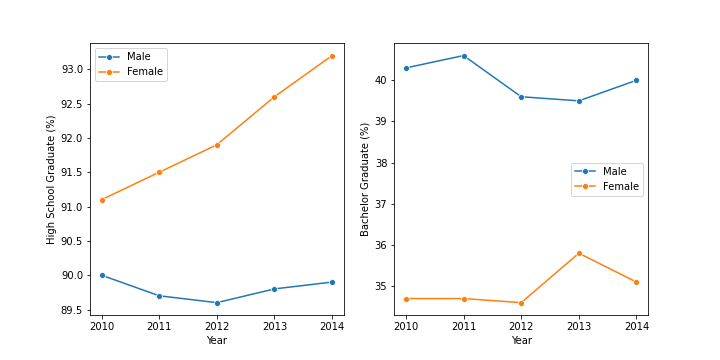 Male
Female
High School Graduate (%)
93.0
92.5
92.0
91.5
91.0
90.5
90.0
89.5
2010 2011 2012 2013 2014
Year
Male
Female
Bachelor Graduate (%)
40
39
38
37
36
35
2010 2011 2012 2013 2014
Year